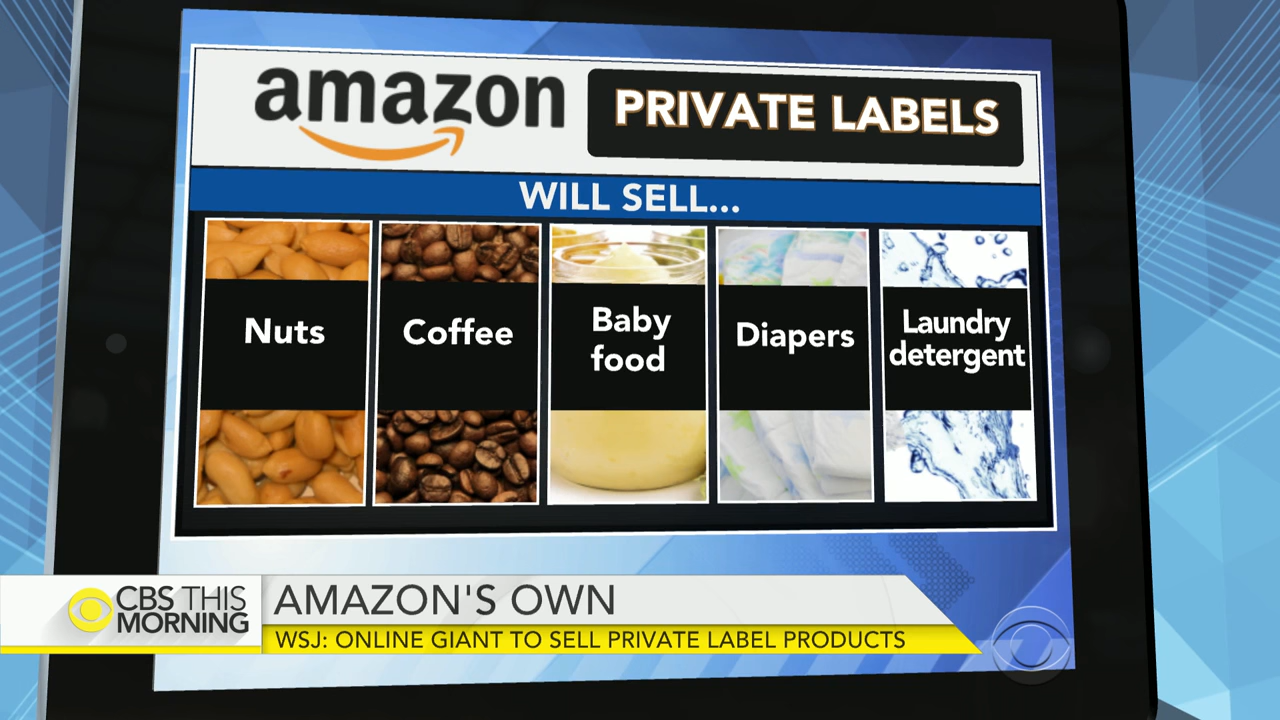 amazon
PRIVATE LABELS
WILL SELL...
Nuts
Coffee
Baby
food
Diapers
Laundry
detergent
CBS THIS
MORNING
AMAZON'S OWN
WSJ: ONLINE GIANT TO SELL PRIVATE LABEL PRODUCTS